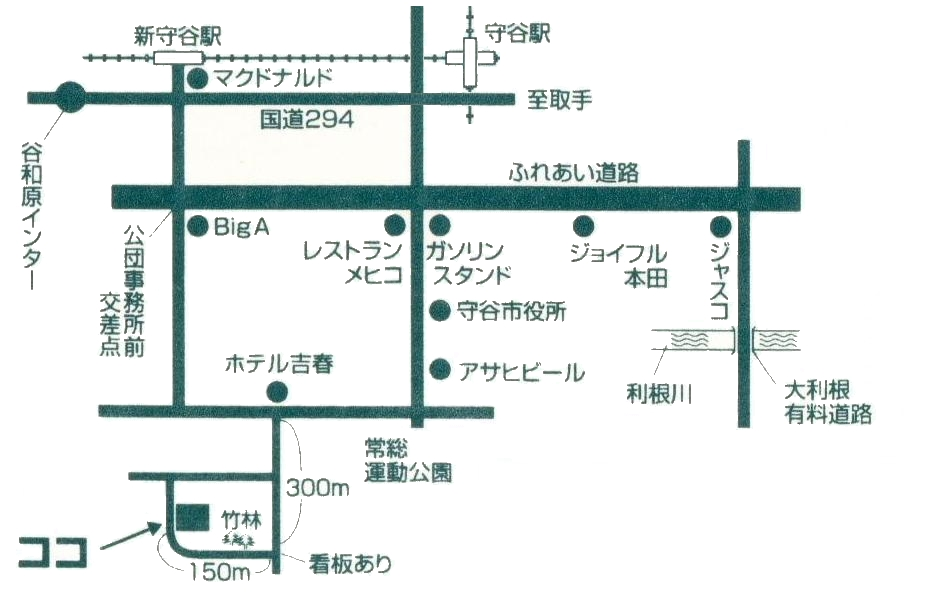 新守谷駅
守谷駅
マクドナルド
至取手
国道294
谷和原インター
ふれあい道路
BigA
レストラン
メヒコ
ガソリン
スタンド
ジョイフル
本田
ジャスコ
公団事務所前
交差点
守谷市役所
アサヒビール
ホテル吉春
利根川
大利根
有料道路
常総
運動公園
300m
竹林
ココ
150m
看板あり